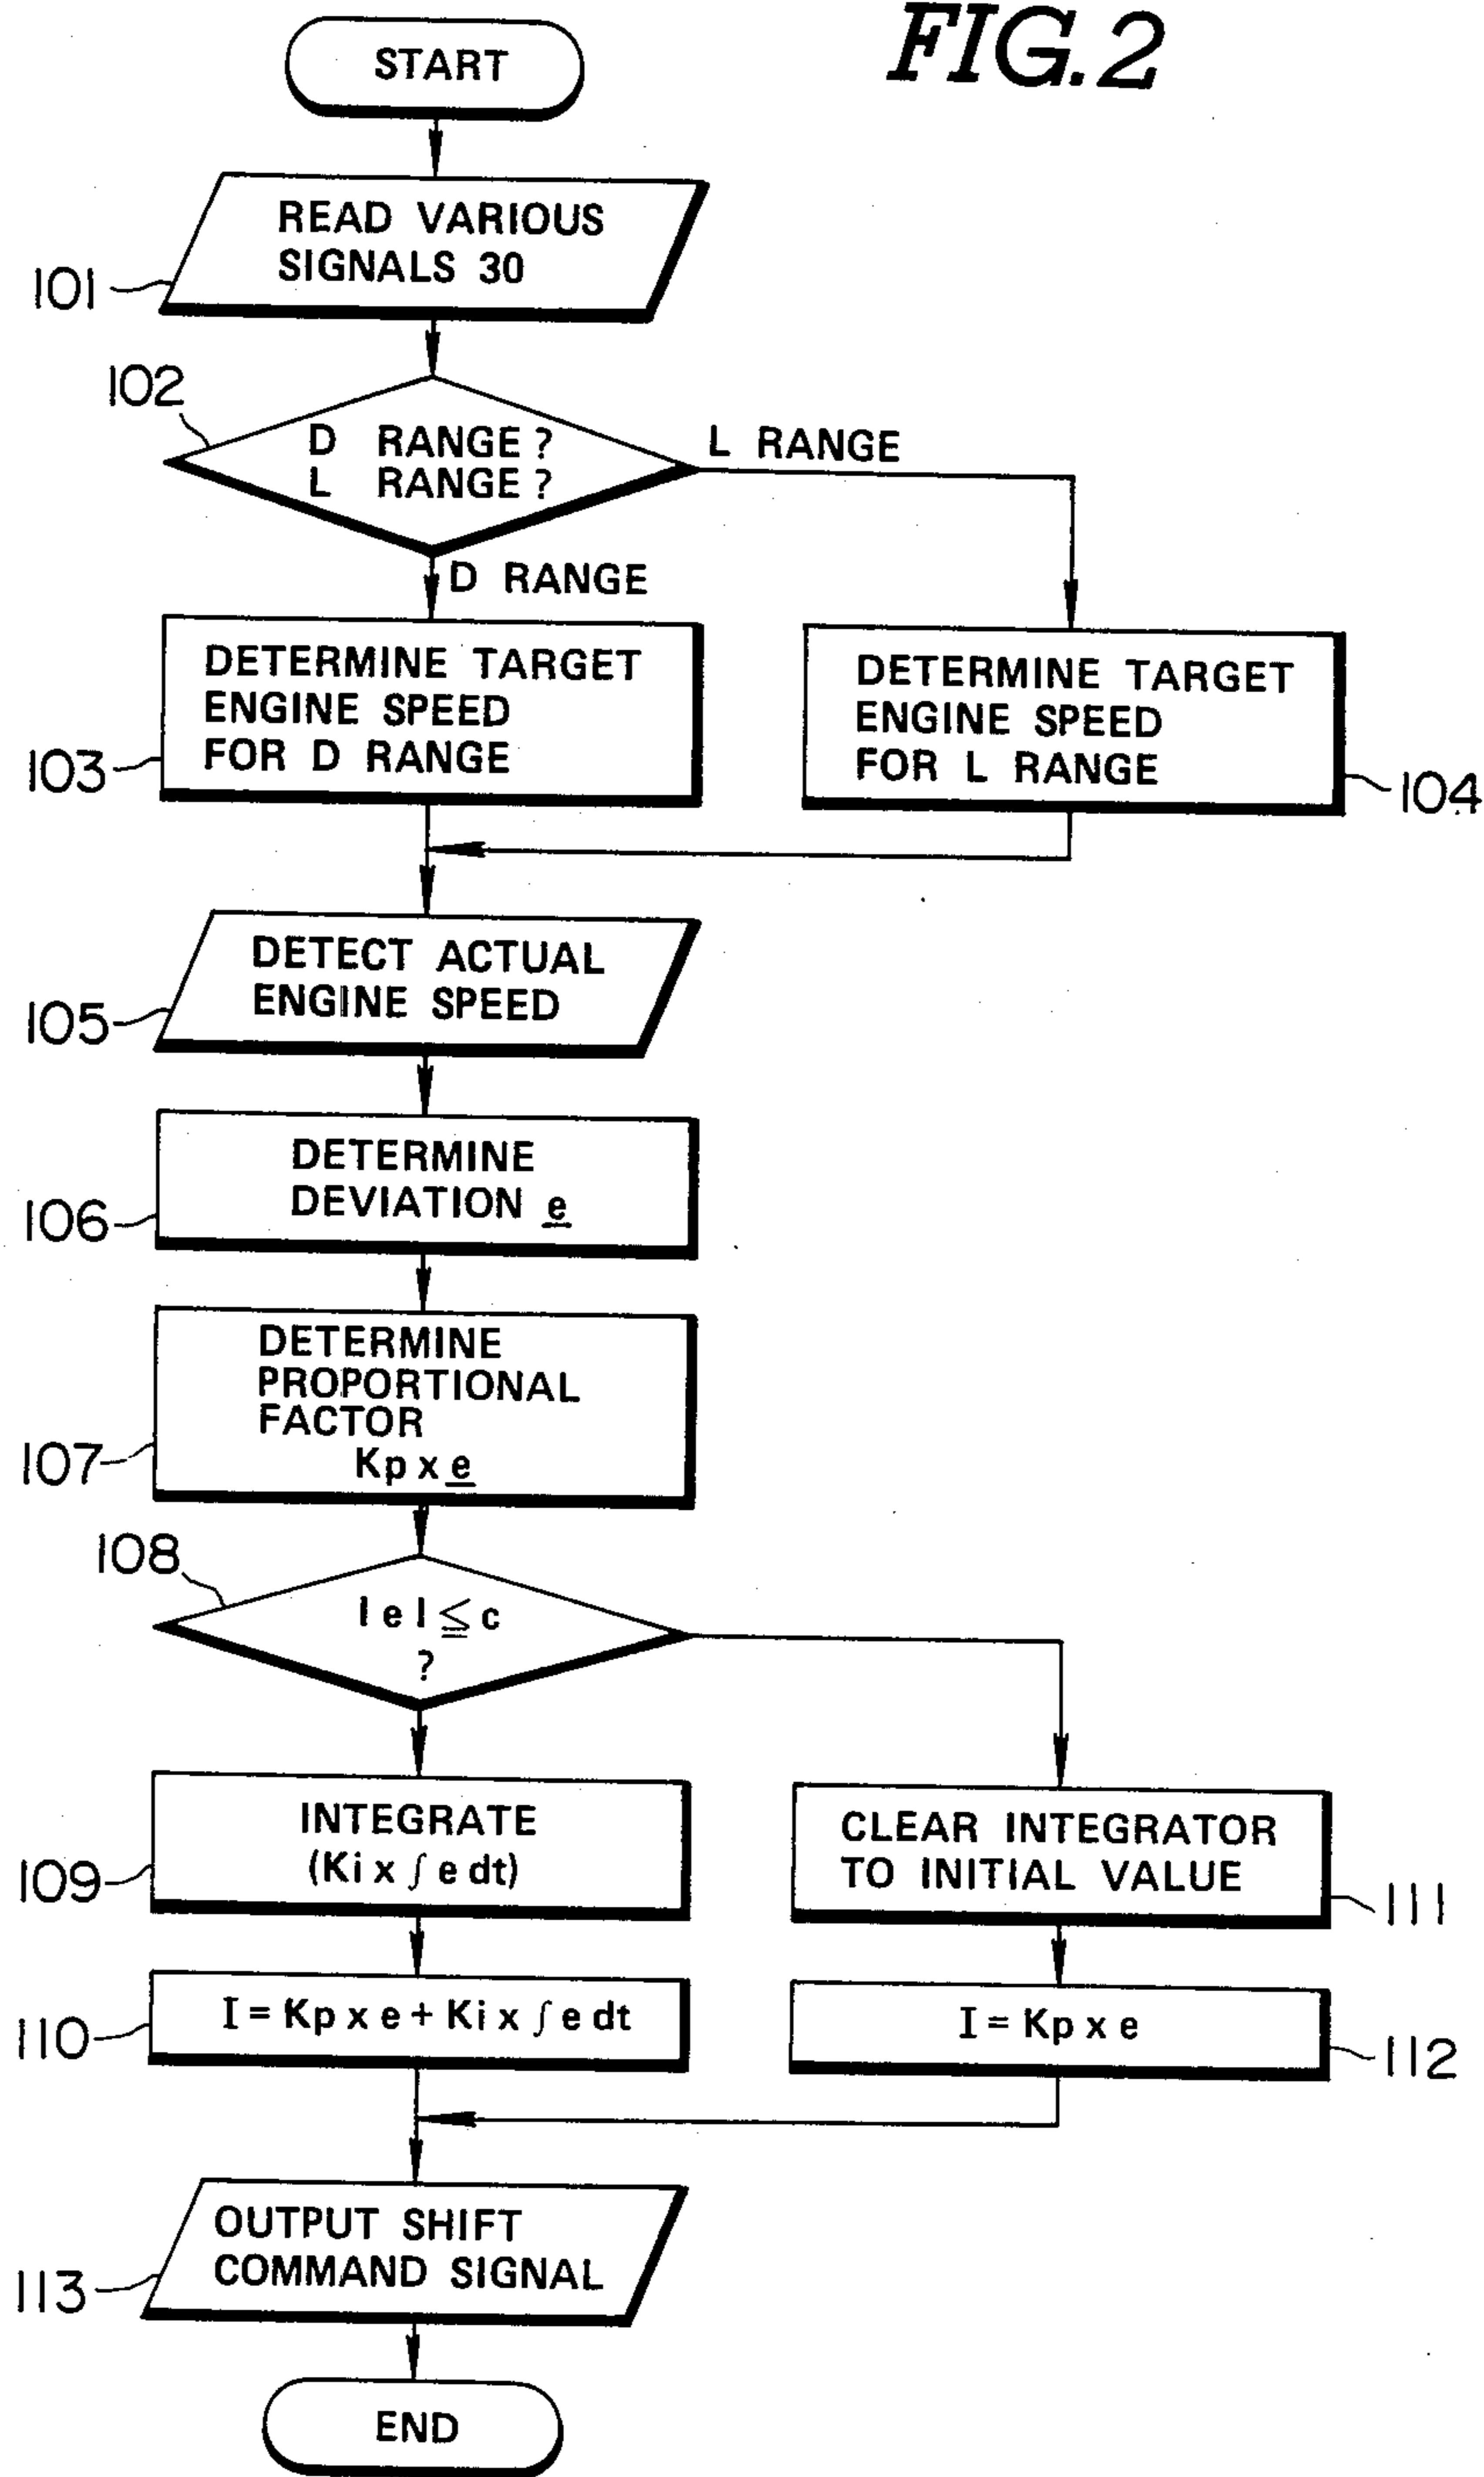 FIG.2
START
READ VARIOUS
SIGNALS 30
101
102
D RANGE?
L RANGE?
L RANGE
D RANGE
DETERMINE TARGET
ENGINE SPEED
FOR D RANGE
103
DETERMINE TARGET
ENGINE SPEED
FOR L RANGE
104
DETECT ACTUAL
ENGINE SPEED
105
DETERMINE
DEVIATION e
106
DETERMINE
PROPORTIONAL
FACTOR
Kp x e
107
108
|e| ≦ c
?
INTEGRATE
(Ki x ∫ e dt)
109
CLEAR INTEGRATOR
TO INITIAL VALUE
111
I = Kp x e + Ki x ∫ e dt
110
I = Kp x e
112
OUTPUT SHIFT
COMMAND SIGNAL
113
END